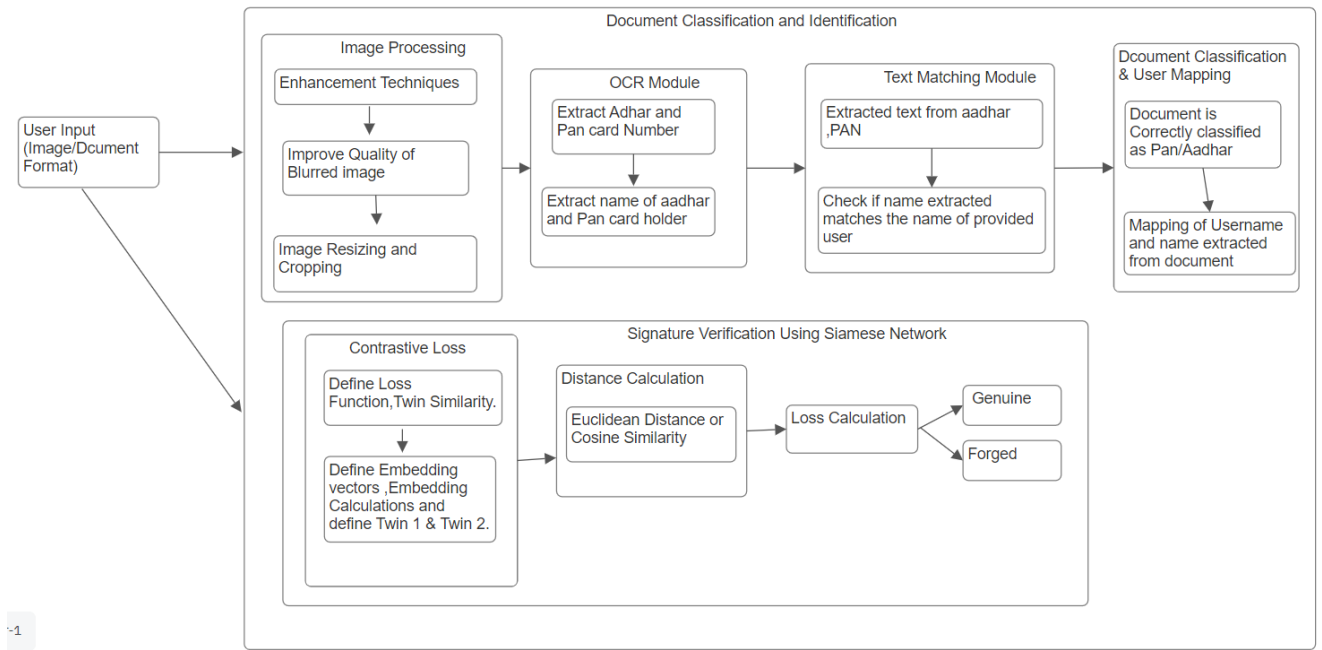 Document Classification and Identification
User Input
(Image/Dcument
Format)
Image Processing
Enhancement Techniques
Improve Quality of
Blurred image
Image Resizing and
Cropping
OCR Module
Extract Adhar and
Pan card Number
Extract name of aadhar
and Pan card holder
Text Matching Module
Extracted text from aadhar
,PAN
Check if name extracted
matches the name of provided
user
Dcoument Classification
& User Mapping
Document is
Correctly classified
as Pan/Aadhar
Mapping of Username
and name extracted
from document
Signature Verification Using Siamese Network
Contrastive Loss
Define Loss
Function,Twin Similarity.
Define Embedding
vectors ,Embedding
Calculations and
define Twin 1 & Twin 2.
Distance Calculation
Euclidean Distance or
Cosine Similarity
Loss Calculation
Genuine
Forged
-1